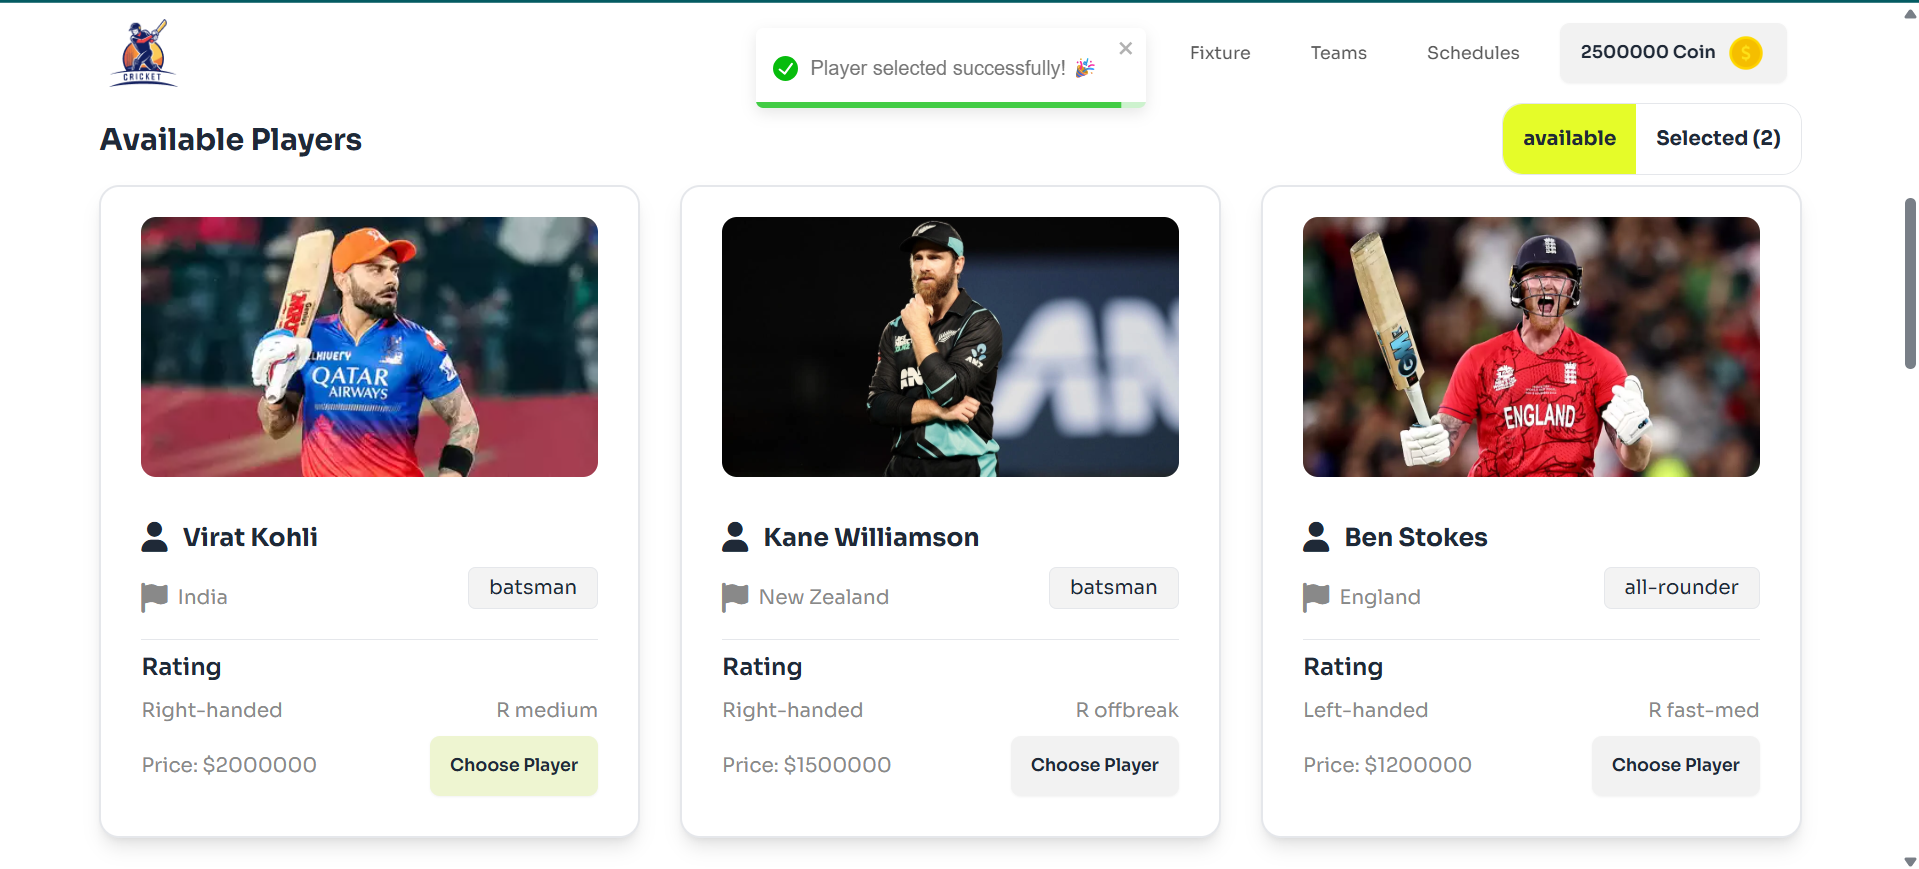 CRICKET
Player selected successfully! 🎉
Fixture
Teams
Schedules
2500000 Coin
$
Available Players
available
Selected (2)
QATAR
AIRWAYS
AN
ENGLAND
Virat Kohli
India
batsman
Rating
Right-handed
R medium
Price: $2000000
Choose Player
Kane Williamson
New Zealand
batsman
Rating
Right-handed
R offbreak
Price: $1500000
Choose Player
Ben Stokes
England
all-rounder
Rating
Left-handed
R fast-med
Price: $1200000
Choose Player